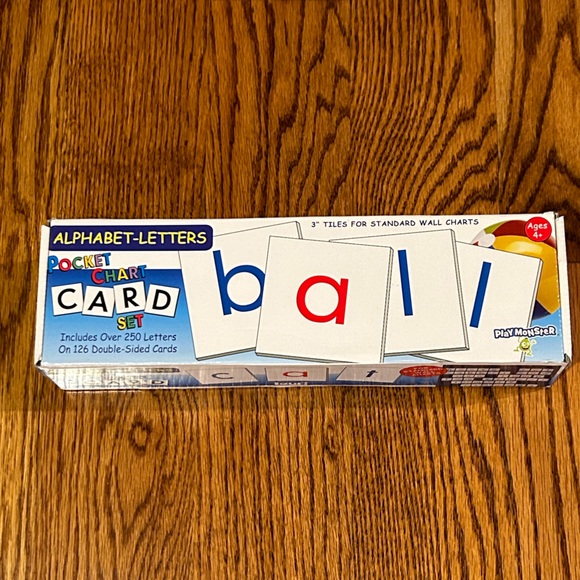 ALPHABET-LETTERS
3" TILES FOR STANDARD WALL CHARTS
Ages
4+
POCKET
CHART
CARD
SET
Includes Over 250 Letters
On 126 Double-Sided Cards
b a l l
PlayMonster
c a t